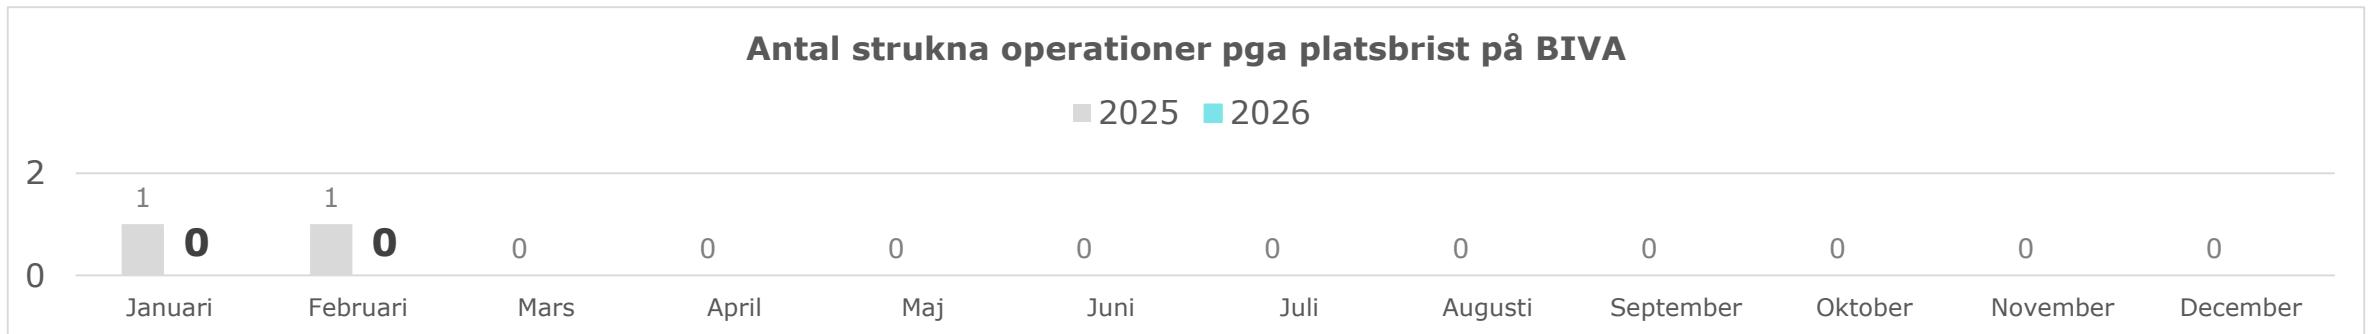 Antal strukna operationer pga platsbrist på BIVA
2025 2026
2
1 1
0 0 0 0 0 0 0 0 0 0 0 0
0
Januari Februari Mars April Maj Juni Juli Augusti September Oktober November December